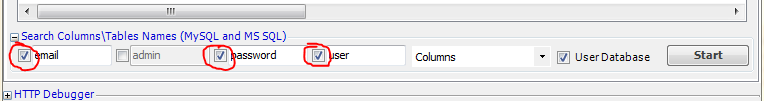 Search Columns\Tables Names (MySQL and MS SQL)
email admin password user Columns User Database Start
HTTP Debugger